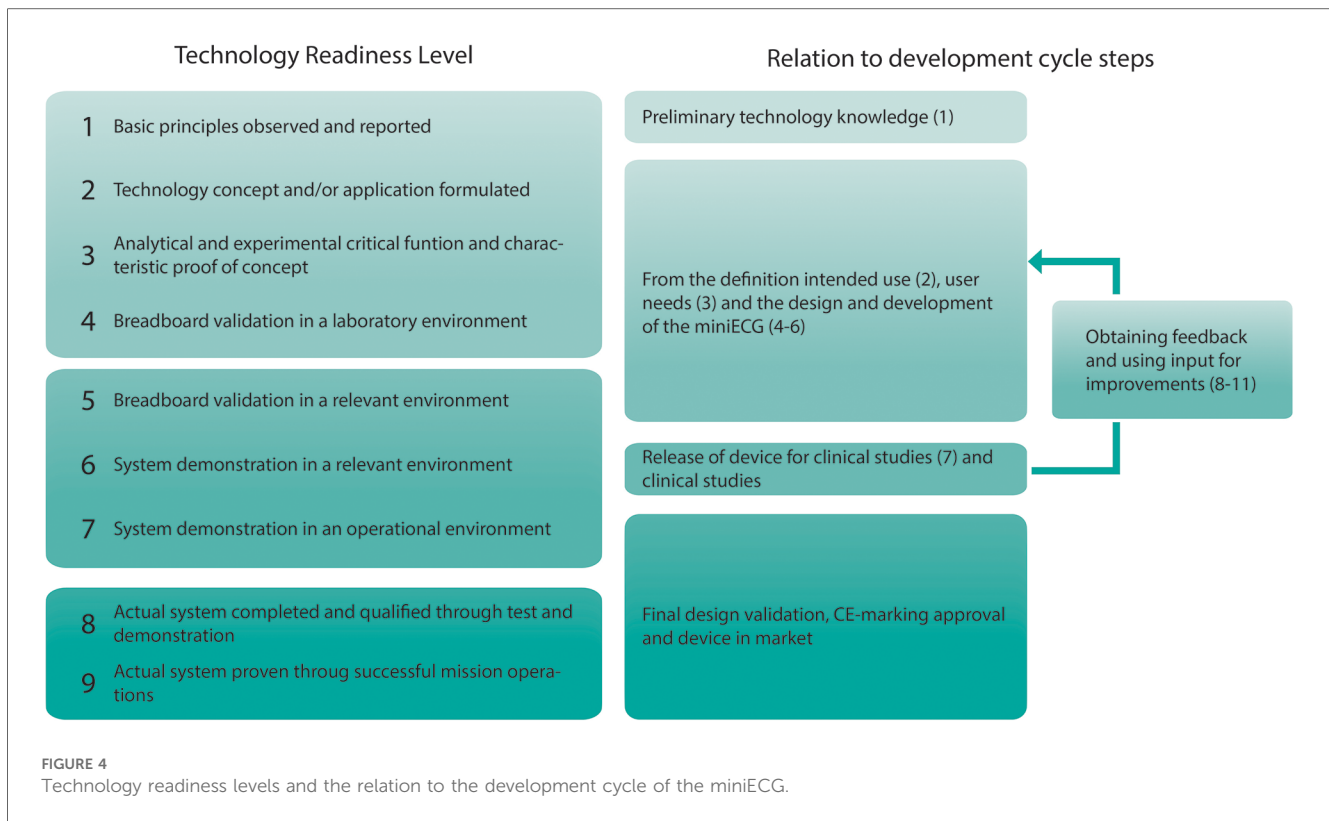 Technology Readiness Level
1 Basic principles observed and reported
2 Technology concept and/or application formulated
3 Analytical and experimental critical funtion and charac-
teristic proof of concept
4 Breadboard validation in a laboratory environment
5 Breadboard validation in a relevant environment
6 System demonstration in a relevant environment
7 System demonstration in an operational environment
8 Actual system completed and qualified through test and
demonstration
9 Actual system proven throug successful mission opera-
tions
Relation to development cycle steps
Preliminary technology knowledge (1)
From the definition intended use (2), user
needs (3) and the design and development
of the miniECG (4-6)
Release of device for clinical studies (7) and
clinical studies
Final design validation, CE-marking approval
and device in market
Obtaining feedback
and using input for
improvements (8-11)
FIGURE 4
Technology readiness levels and the relation to the development cycle of the miniECG.